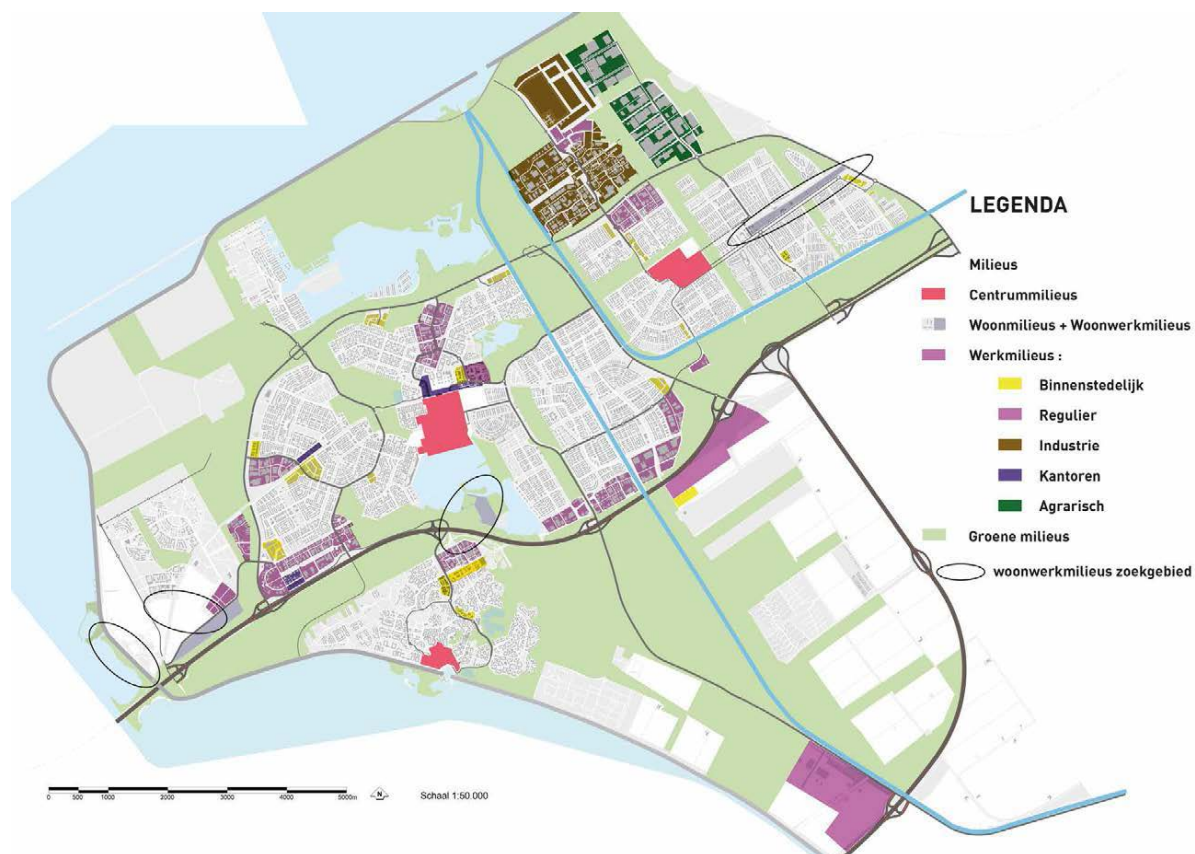 LEGENDA
Milieus
Centrummilieus
Woonmilieus + Woonwerkmilieus
Werkmilieus :
Binnenstedelijk
Regulier
Industrie
Kantoren
Agrarisch
Groene milieus
woonwerkmilieus zoekgebied
0 500 1000 2000 3000 4000 5000m
N
Schaal 1:50.000